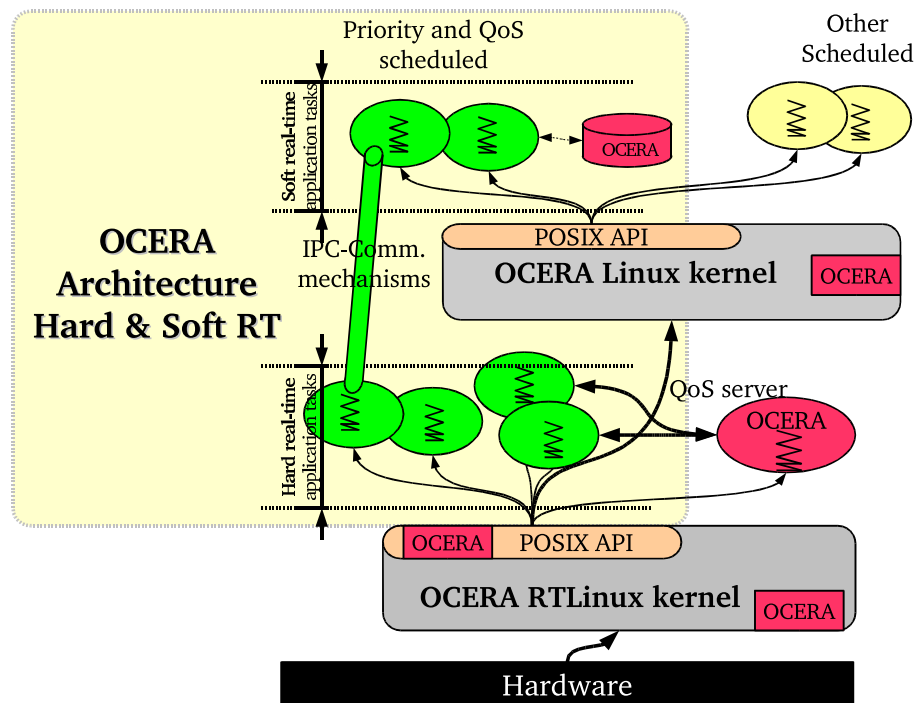 Priority and QoS
scheduled
Other
Scheduled
Soft real-time
application tasks
OCERA
OCERA
Architecture
Hard & Soft RT
IPC-Comm.
mechanisms
POSIX API
OCERA Linux kernel
OCERA
Hard real-time
application tasks
QoS server
OCERA
OCERA
POSIX API
OCERA RTLinux kernel
OCERA
Hardware